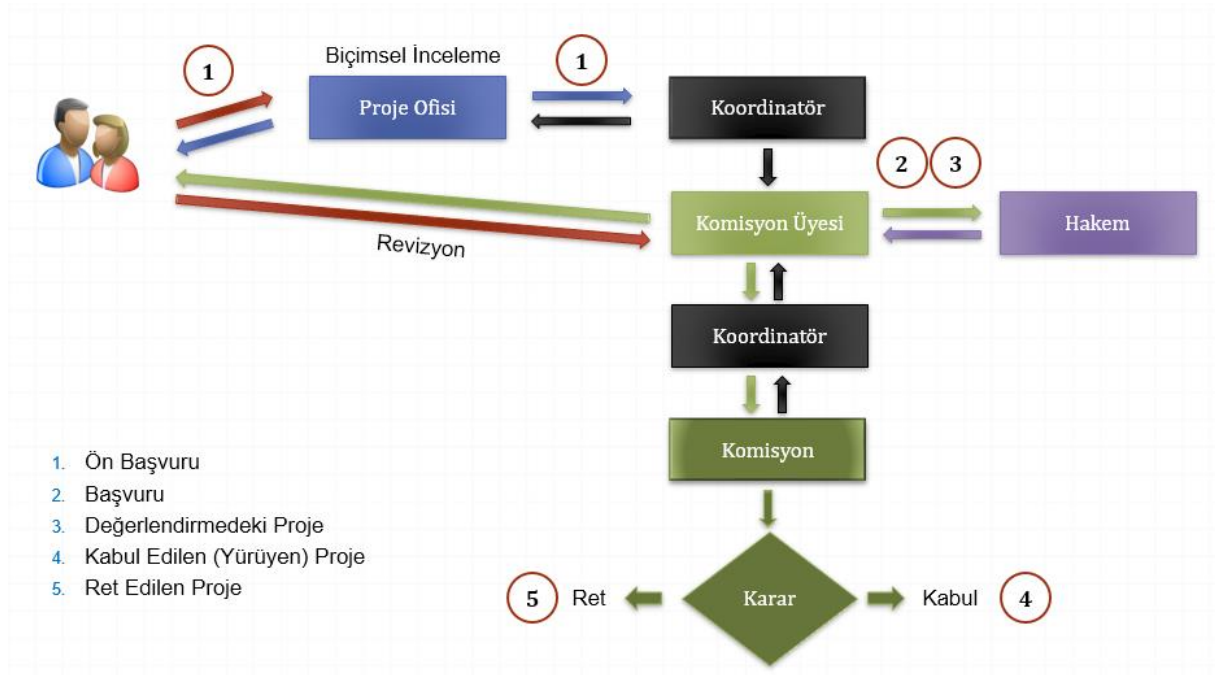 Biçimsel İnceleme
1
1
Proje Ofisi
Koordinatör
2
3
Komisyon Üyesi
Hakem
Revizyon
Koordinatör
Komisyon
1. Ön Başvuru
2. Başvuru
3. Değerlendirmedeki Proje
4. Kabul Edilen (Yürüyen) Proje
5. Ret Edilen Proje
5
Ret
Karar
Kabul
4